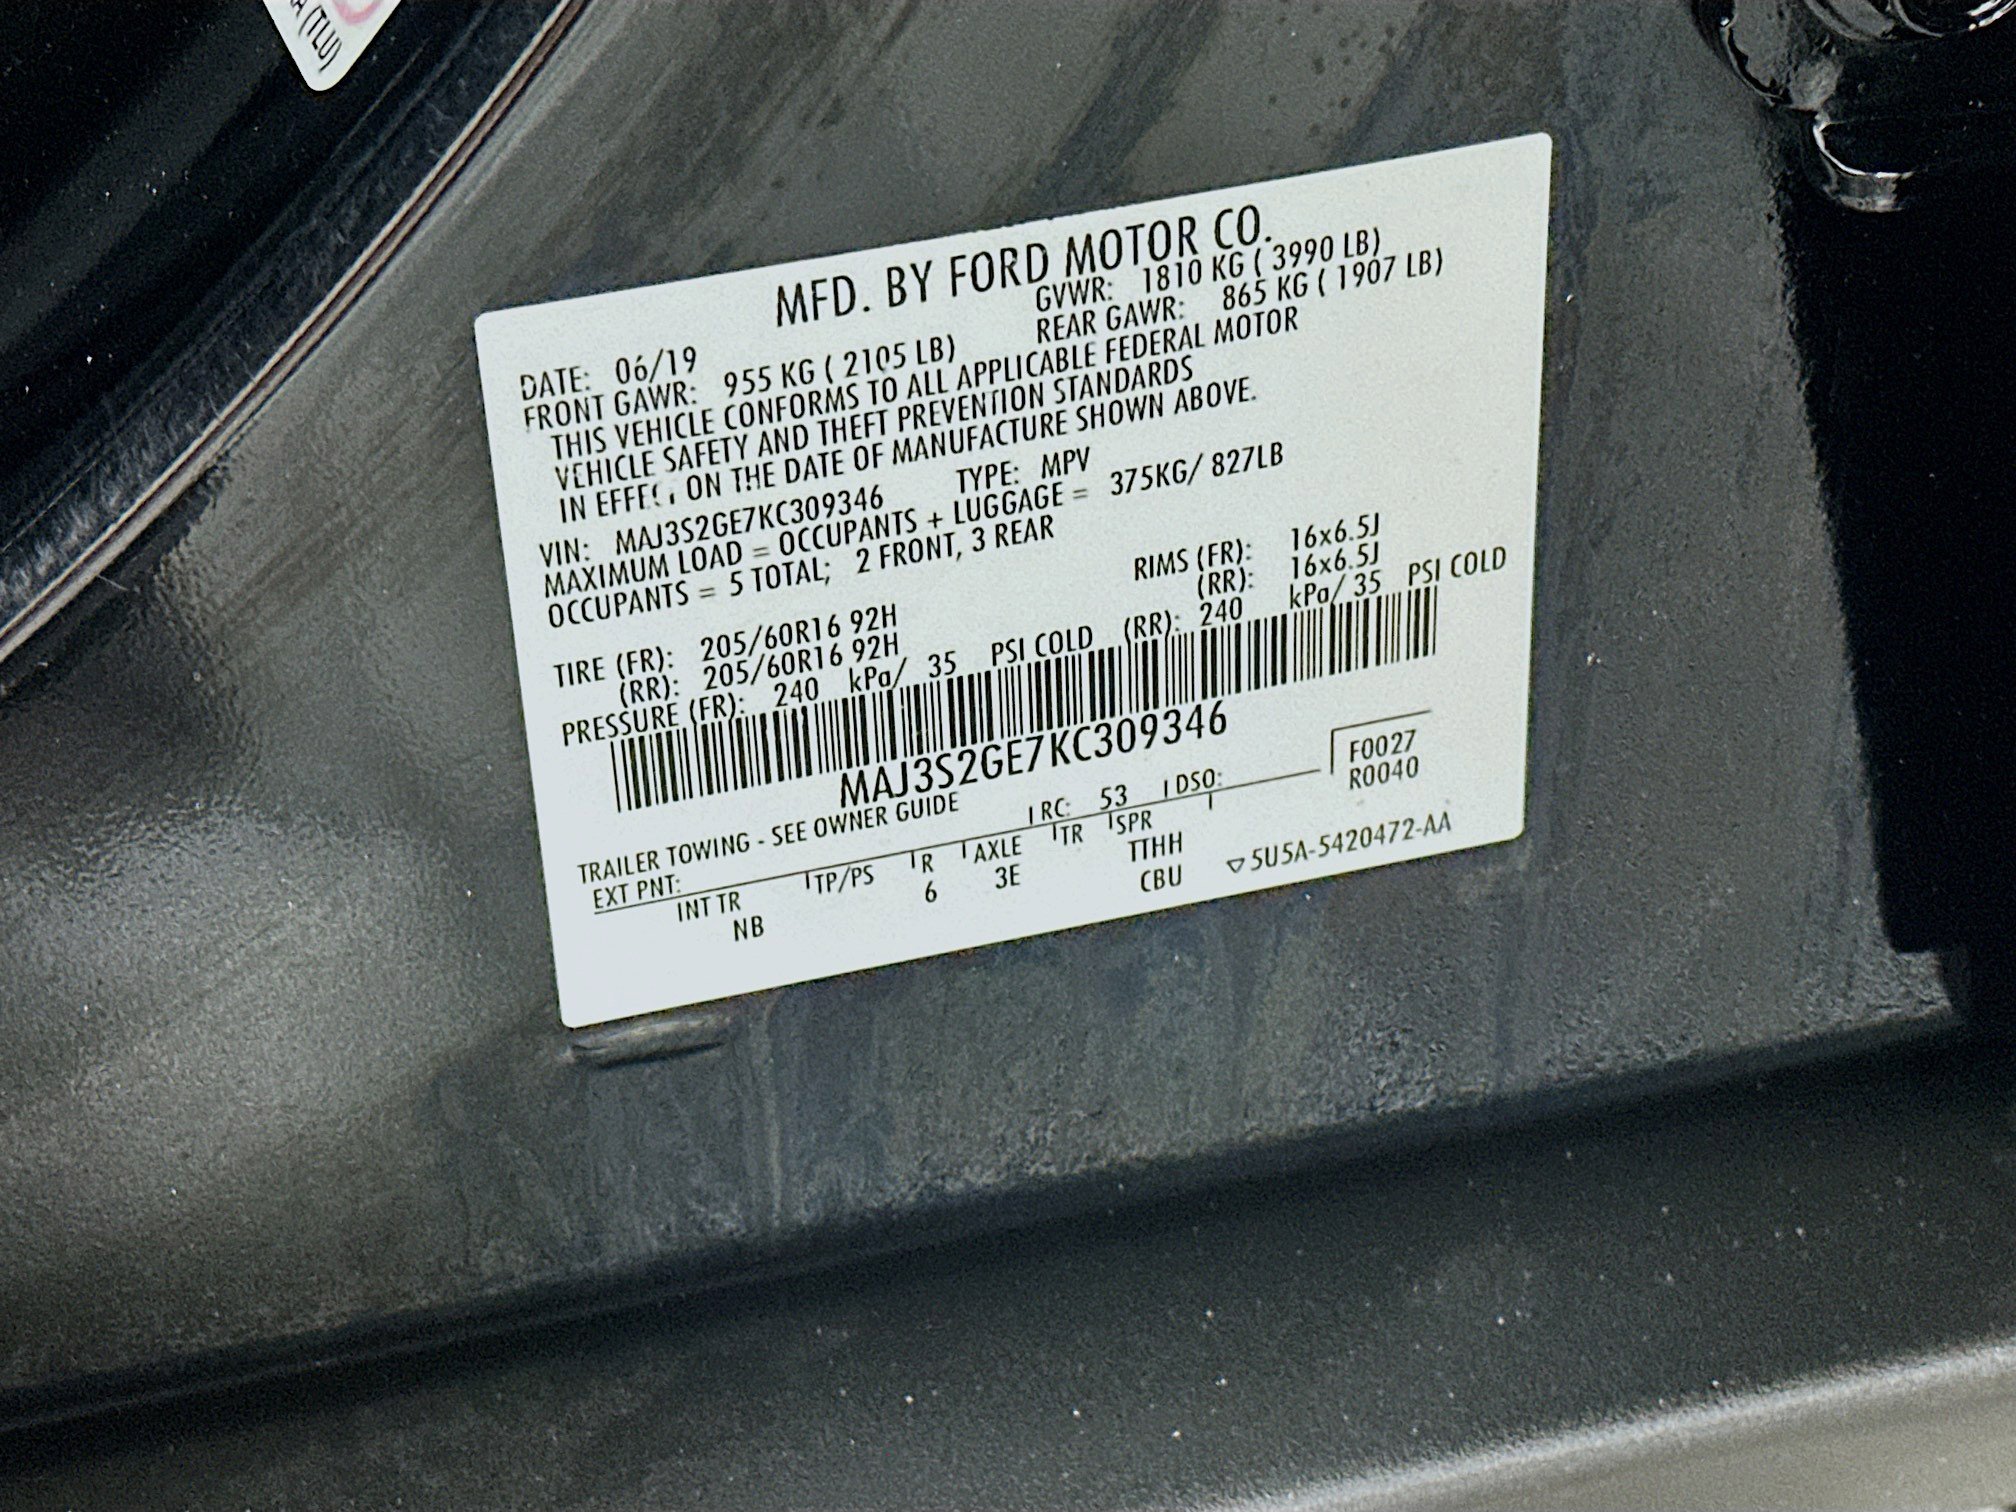 A (TLU)
MFD. BY FORD MOTOR CO.
DATE: 06/19 GVWR: 1810 KG ( 3990 LB)
FRONT GAWR: 955 KG ( 2105 LB) REAR GAWR: 865 KG ( 1907 LB)
THIS VEHICLE CONFORMS TO ALL APPLICABLE FEDERAL MOTOR
VEHICLE SAFETY AND THEFT PREVENTION STANDARDS
IN EFFECT ON THE DATE OF MANUFACTURE SHOWN ABOVE.
VIN: MAJ3S2GE7KC309346 TYPE: MPV
MAXIMUM LOAD = OCCUPANTS + LUGGAGE = 375KG/ 827LB
OCCUPANTS = 5 TOTAL; 2 FRONT, 3 REAR
TIRE (FR): 205/60R16 92H RIMS (FR): 16x6.5J
(RR): 205/60R16 92H (RR): 16x6.5J
PRESSURE (FR): 240 kPa/ 35 PSI COLD (RR): 240 kPa/ 35 PSI COLD
MAJ3S2GE7KC309346
TRAILER TOWING - SEE OWNER GUIDE
EXT PNT: RC: 53 DSO: F0027
R0040
INT TR TP/PS R AXLE TR SPR
NB 6 3E TTHH
CBU
▽5U5A-5420472-AA